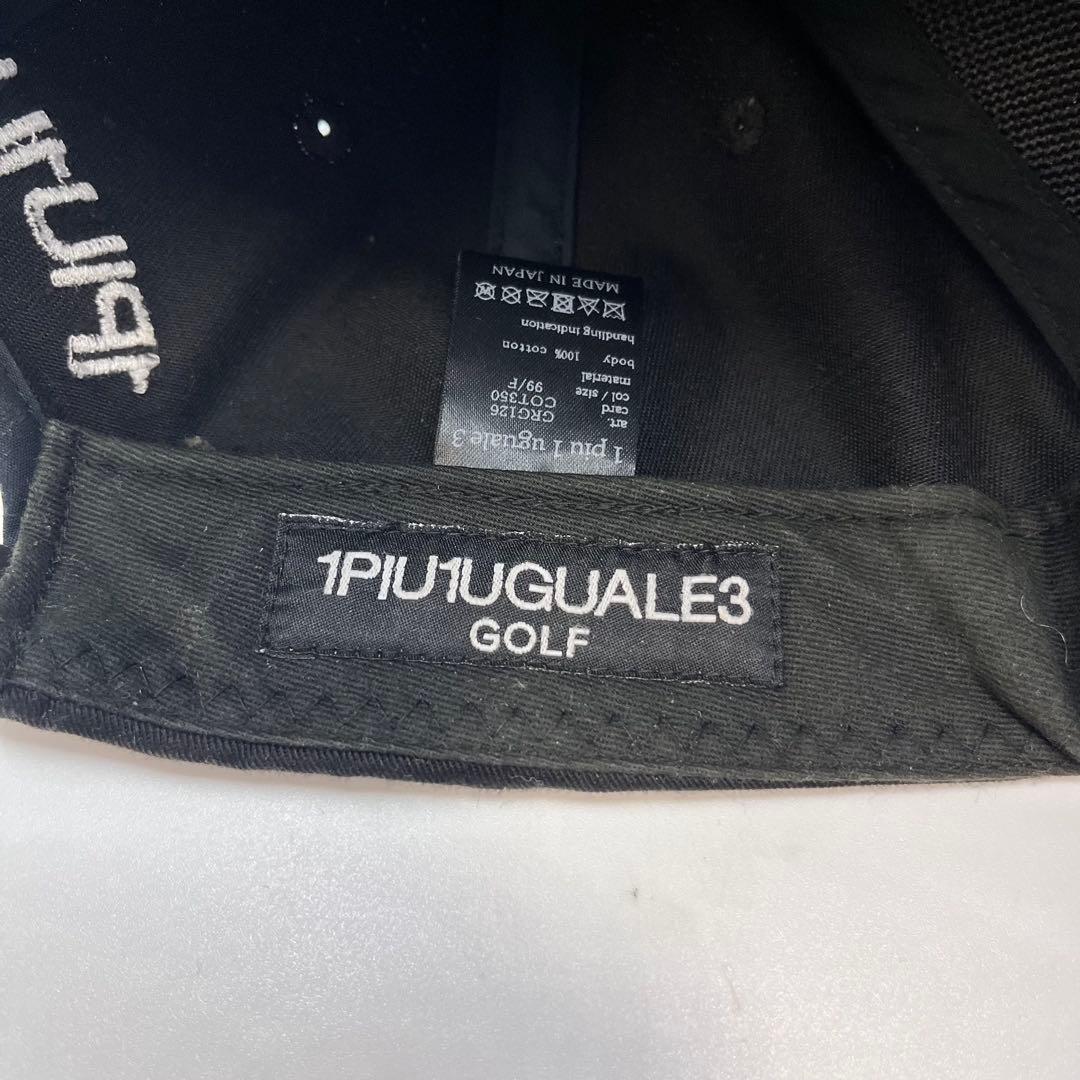 1PIU1UGUALE3
GOLF
1 piu 1 uguale 3
art. GRG126
card COT350
col / size 99/F
material
body 100% cotton
handling indication
MADE IN JAPAN